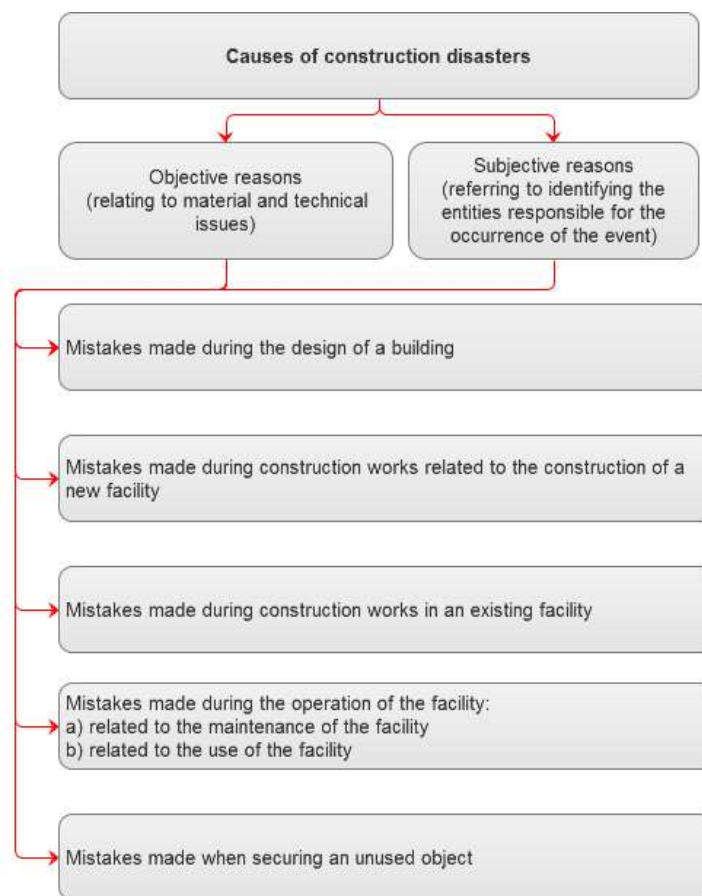 Causes of construction disasters
Objective reasons
(relating to material and technical
issues)
Subjective reasons
(referring to identifying the
entities responsible for the
occurrence of the event)
Mistakes made during the design of a building
Mistakes made during construction works related to the construction of a
new facility
Mistakes made during construction works in an existing facility
Mistakes made during the operation of the facility:
a) related to the maintenance of the facility
b) related to the use of the facility
Mistakes made when securing an unused object